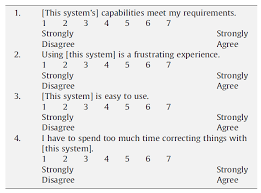 1. [This system's] capabilities meet my requirements.
1 2 3 4 5 6 7
Strongly Strongly
Disagree Agree
2. Using [this system] is a frustrating experience.
1 2 3 4 5 6 7
Strongly Strongly
Disagree Agree
3. [This system] is easy to use.
1 2 3 4 5 6 7
Strongly Strongly
Disagree Agree
4. I have to spend too much time correcting things with
[this system].
1 2 3 4 5 6 7
Strongly Strongly
Disagree Agree